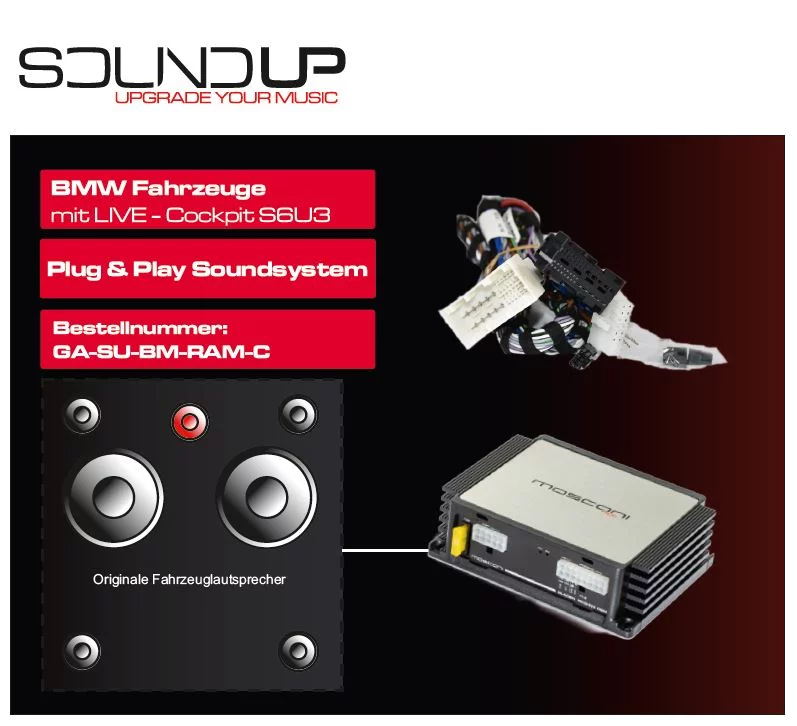 SOUNDUP
UPGRADE YOUR MUSIC
BMW Fahrzeuge
mit LIVE - Cockpit S6U3
Plug & Play Soundsystem
Bestellnummer:
GA-SU-BM-RAM-C
Originale Fahrzeuglautsprecher
mosconi
mosconi